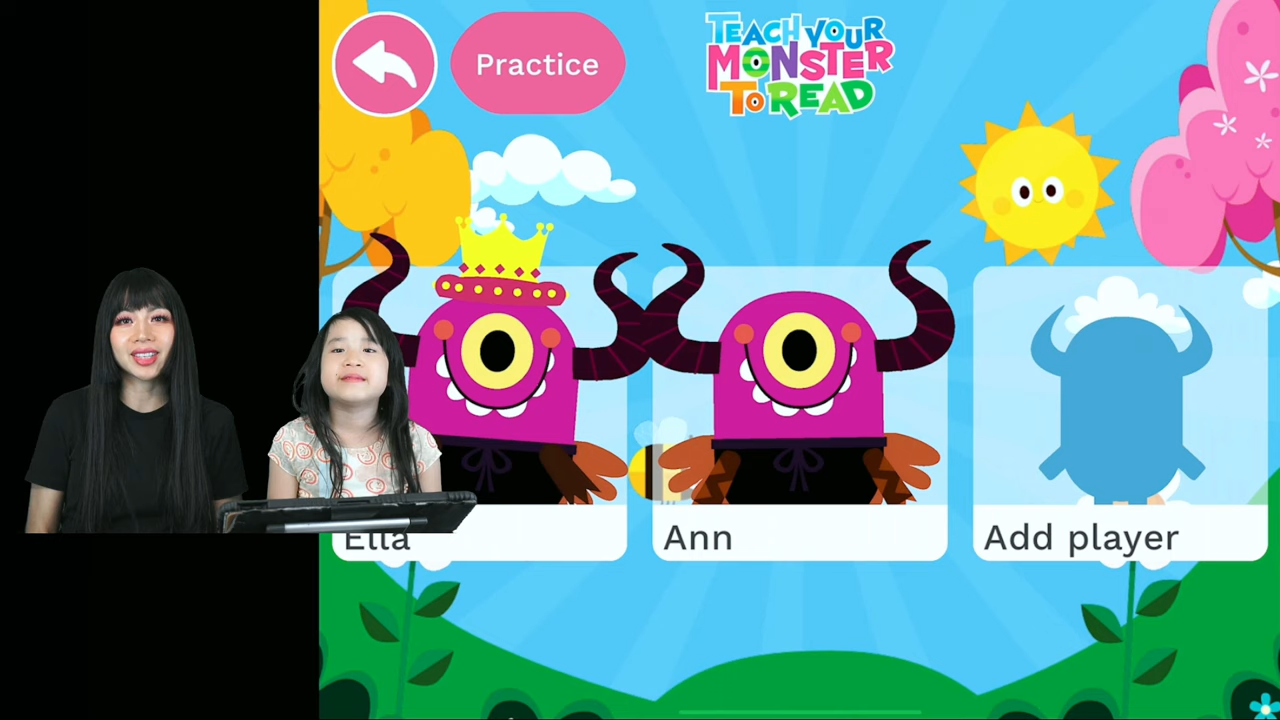 Practice
TEACH YOUR
MONSTER
TO READ
Ella
Ann
Add player